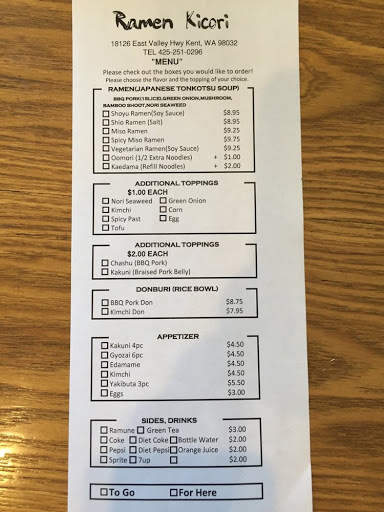 Ramen Kicori
18126 East Valley Hwy Kent, WA 98032
TEL 425-251-0296
"MENU"
Please check out the boxes you would like to order!
Please choose the flavor and the topping of your choice.
RAMEN(JAPANESE TONKOTSU SOUP)
BBQ PORK(1SLICE),GREEN ONION,MUSHROOM,
BAMBOO SHOOT,NORI SEAWEED
Shoyu Ramen(Soy Sauce) $8.95
Shio Ramen (Salt) $8.95
Miso Ramen $9.25
Spicy Miso Ramen $9.75
Vegetarian Ramen(Soy Sauce) $9.25
Oomori (1/2 Extra Noodles) + $1.00
Kaedama (Refill Noodles) + $2.00
ADDITIONAL TOPPINGS
$1.00 EACH
Nori Seaweed Green Onion
Kimchi Corn
Spicy Past Egg
Tofu
ADDITIONAL TOPPINGS
$2.00 EACH
Chashu (BBQ Pork)
Kakuni (Braised Pork Belly)
DONBURI (RICE BOWL)
BBQ Pork Don $8.75
Kimchi Don $7.95
APPETIZER
Kakuni 4pc $4.50
Gyozai 6pc $4.50
Edamame $4.50
Kimchi $4.50
Yakibuta 3pc $5.50
Eggs $3.00
SIDES, DRINKS
Ramune Green Tea $3.00
Coke Diet Coke Bottle Water $2.00
Pepsi Diet Pepsi Orange Juice $2.00
Sprite 7up $2.00
To Go For Here